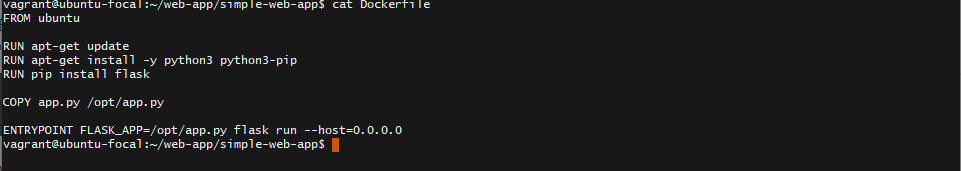 vagrant@ubuntu-focal:~/web-app/simple-web-app$ cat Dockerfile
FROM ubuntu
RUN apt-get update
RUN apt-get install -y python3 python3-pip
RUN pip install flask
COPY app.py /opt/app.py
ENTRYPOINT FLASK_APP=/opt/app.py flask run --host=0.0.0.0
vagrant@ubuntu-focal:~/web-app/simple-web-app$